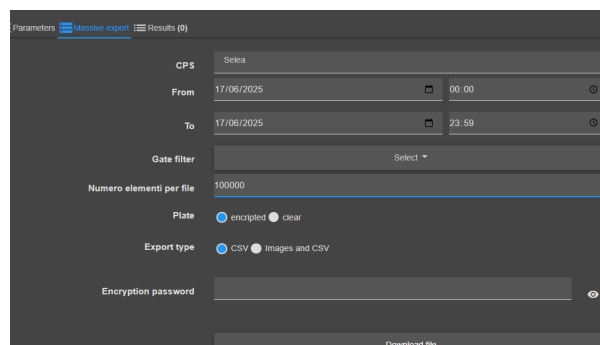 Parameters Massive export Results (0)
CPS Selea
From 17/06/2025 00:00
To 17/06/2025 23:59
Gate filter Select
Numero elementi per file 100000
Plate encripted clear
Export type CSV Images and CSV
Encryption password
Download file